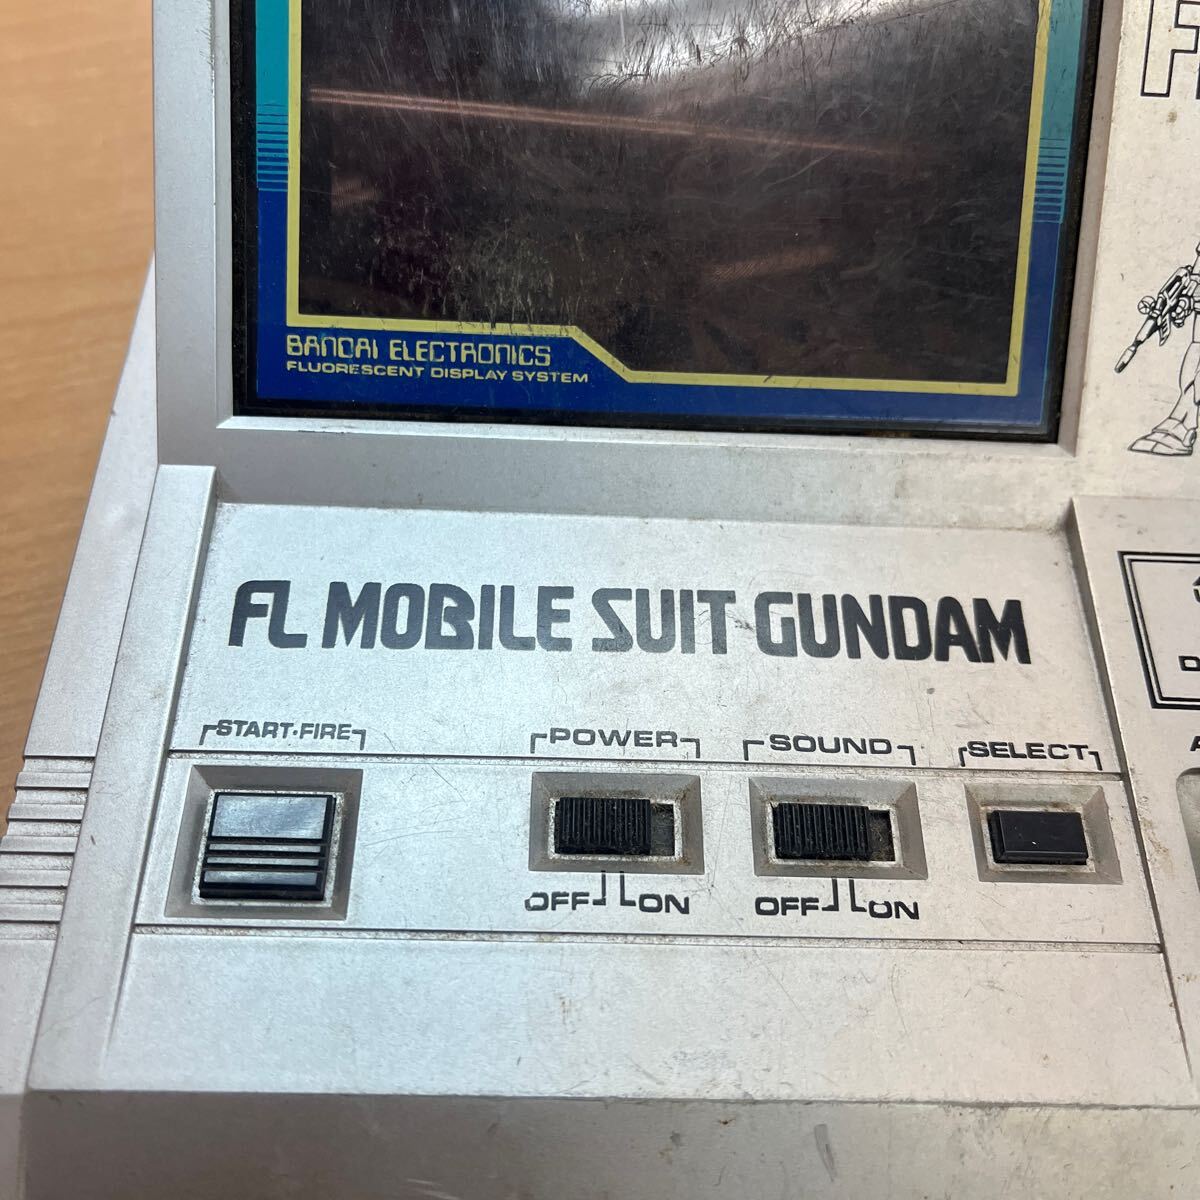 BANDAI ELECTRONICS
FLUORESCENT DISPLAY SYSTEM
FL MOBILE SUIT GUNDAM
START·FIRE
POWER
SOUND
SELECT
OFF ON
OFF ON